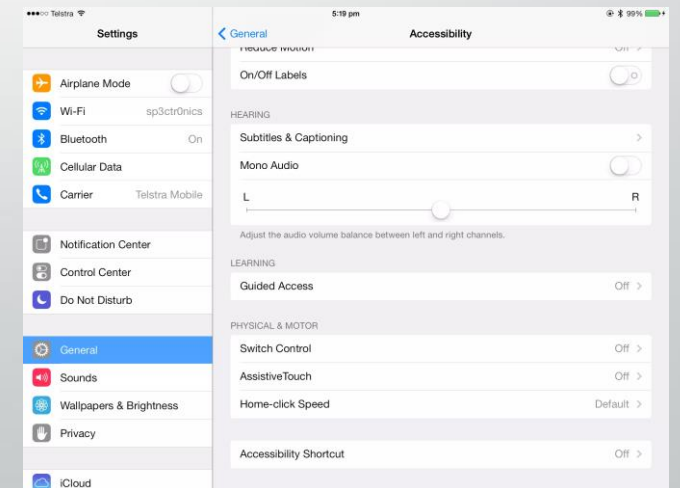 Telstra
5:19 pm
99%
Settings
General
Accessibility
Airplane Mode
Wi-Fi
sp3ctr0nics
Bluetooth
On
Cellular Data
Carrier
Telstra Mobile
Notification Center
Control Center
Do Not Disturb
General
Sounds
Wallpapers & Brightness
Privacy
iCloud
Reduce Motion
Off
On/Off Labels
HEARING
Subtitles & Captioning
Mono Audio
L
R
Adjust the audio volume balance between left and right channels.
LEARNING
Guided Access
Off
PHYSICAL & MOTOR
Switch Control
Off
AssistiveTouch
Off
Home-click Speed
Default
Accessibility Shortcut
Off